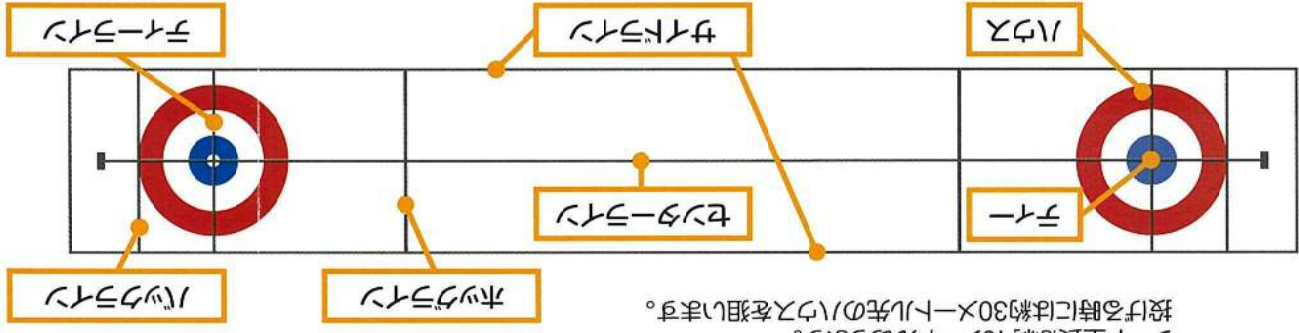 投げる時には約30メートル先のハウスを狙います。
ホッグライン
バックライン
ティー
センターライン
ハウス
サイドライン
ティーライン